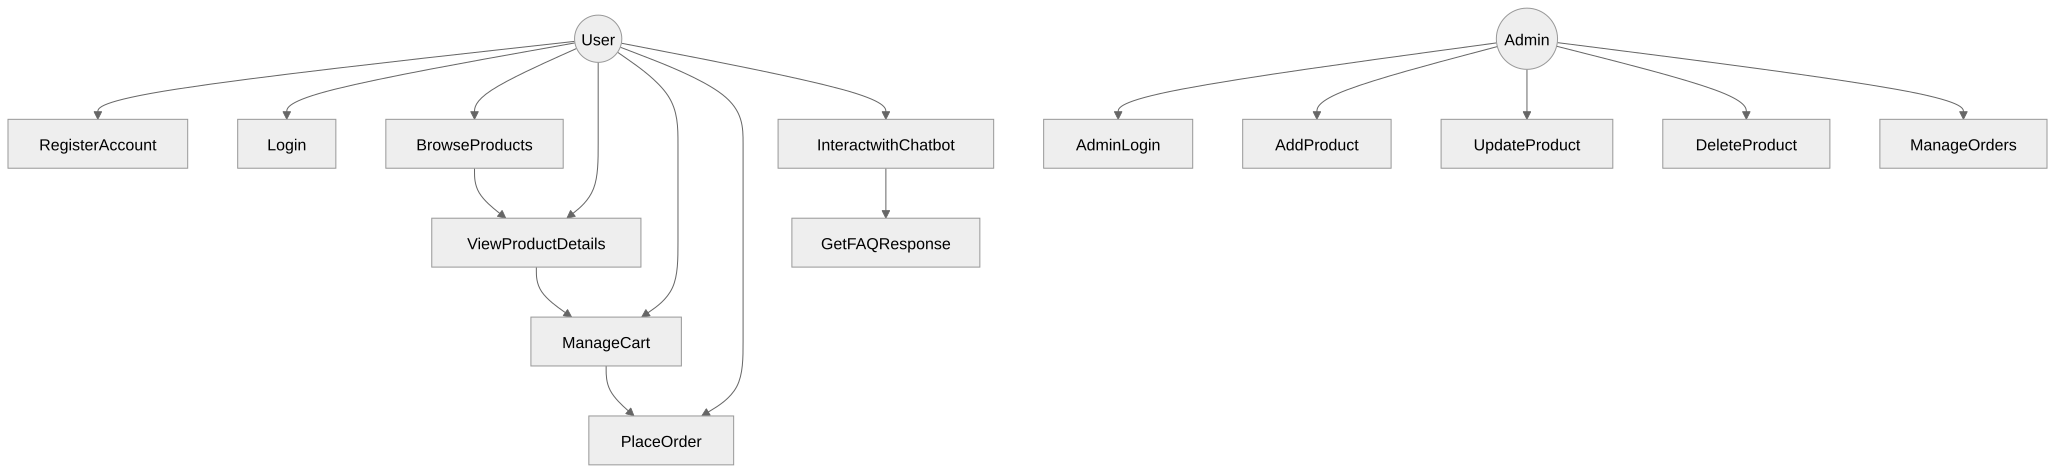 User
Admin
RegisterAccount
Login
BrowseProducts
InteractwithChatbot
AdminLogin
AddProduct
UpdateProduct
DeleteProduct
ManageOrders
ViewProductDetails
GetFAQResponse
ManageCart
PlaceOrder